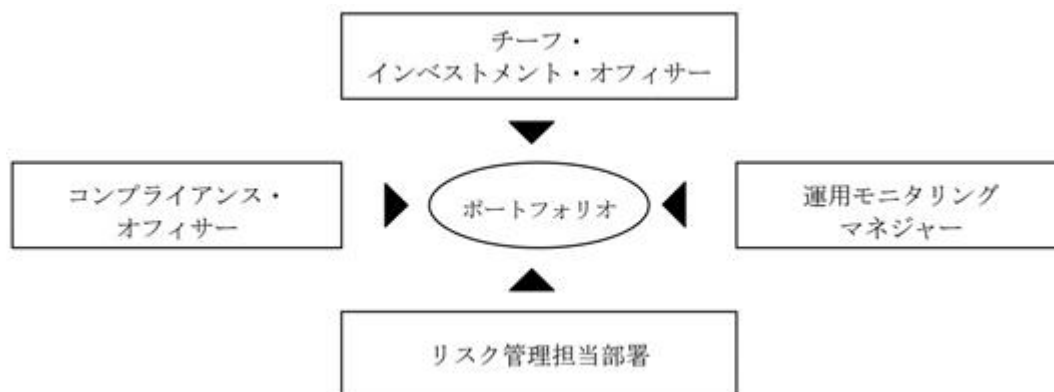 チーフ・
インベストメント・オフィサー
コンプライアンス・
オフィサー
ポートフォリオ
運用モニタリング
マネジャー
リスク管理担当部署